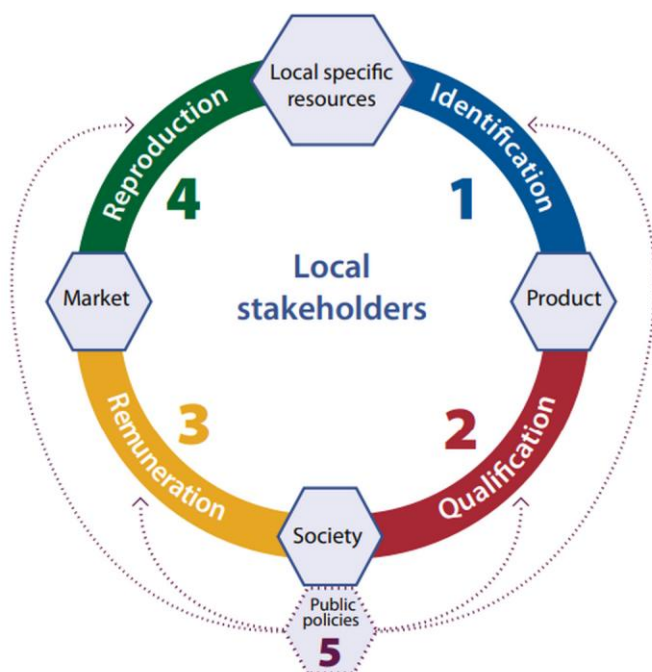 Local specific
resources
Identification
1
Product
Qualification
2
Society
Remuneration
3
Market
Reproduction
4
Local
stakeholders
Public
policies
5